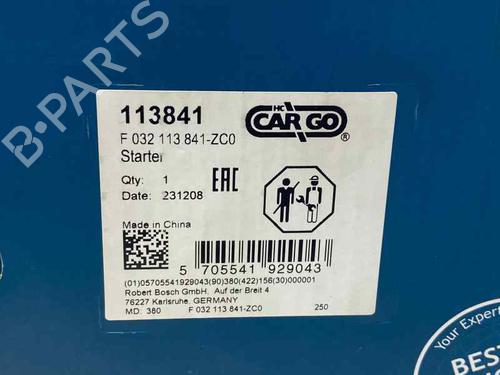 B-PARTS
113841
HC
CARGO ®
F 032 113 841-ZC0
Starter
Qty: 1
Date: 231208
EAC
Made in China
5 705541 929043
(01)05705541929043(90)380(422)156(30)000001
Robert Bosch GmbH, Auf der Breit 4
76227 Karlsruhe, GERMANY
MD: 380 F 032 113 841-ZC0 250
Your Exper
BEST